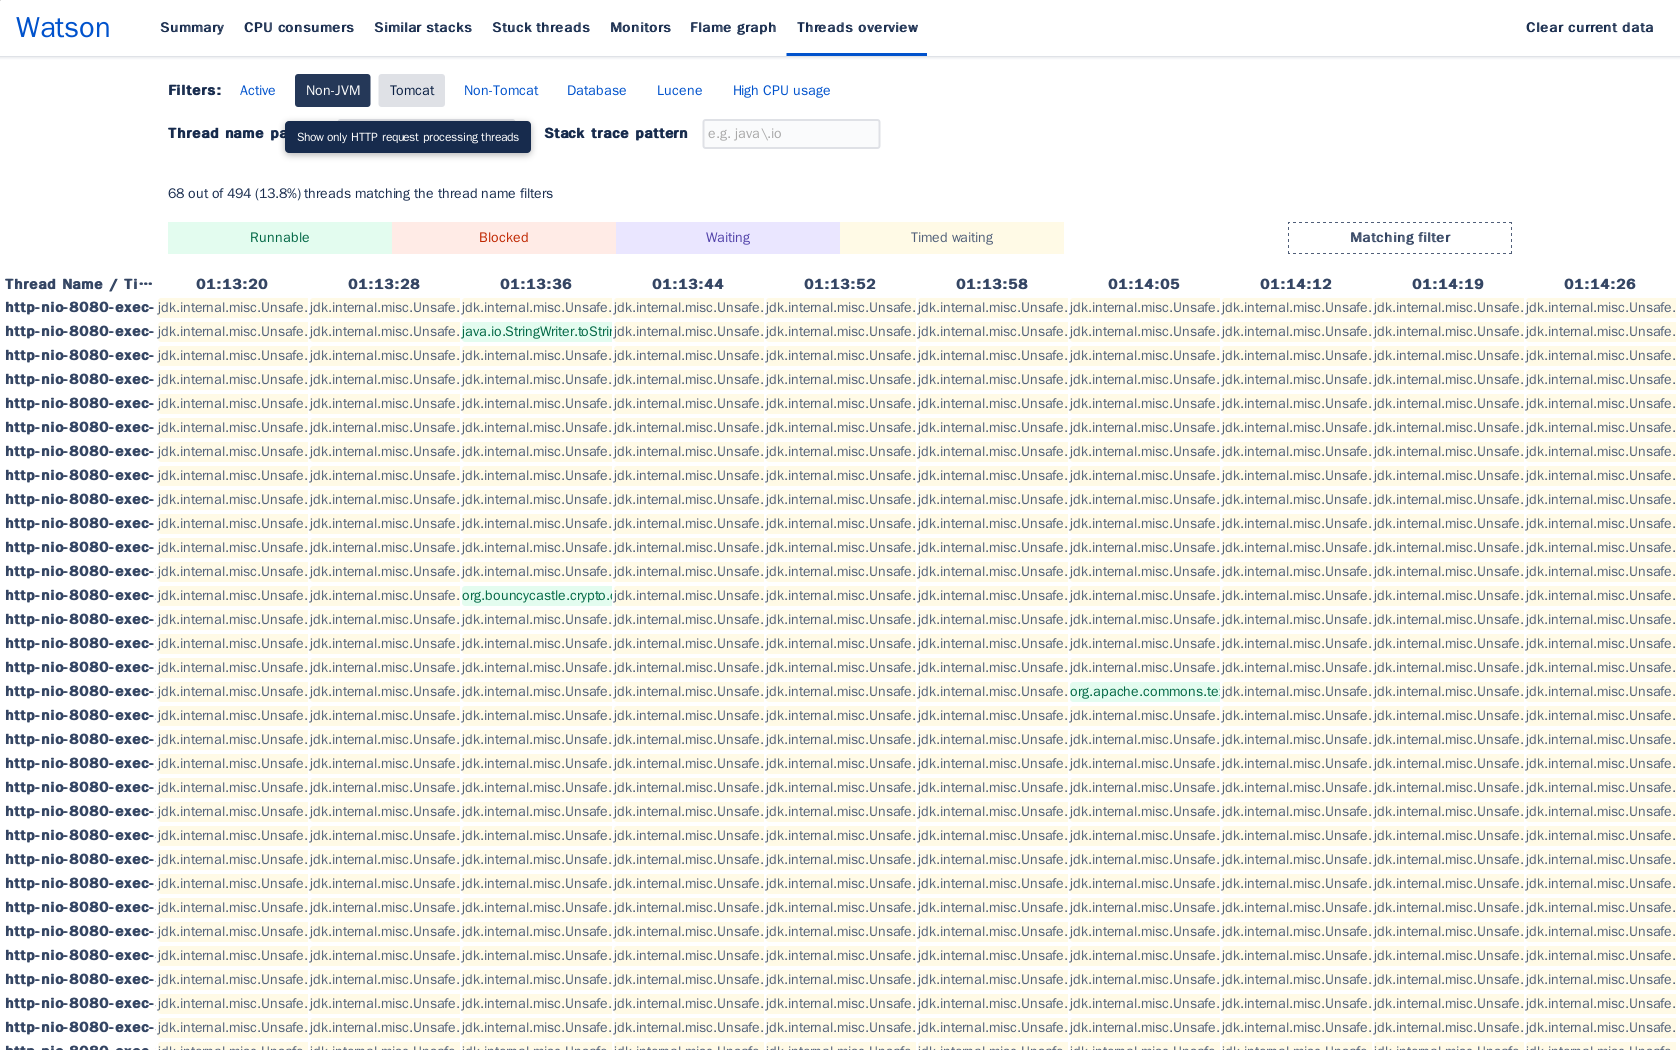 Watson Summary CPU consumers Similar stacks Stuck threads Monitors Flame graph Threads overview Clear current data
Filters: Active Non-JVM Tomcat Non-Tomcat Database Lucene High CPU usage
Thread name pa Stack trace pattern e.g. java\.io
Show only HTTP request processing threads
68 out of 494 (13.8%) threads matching the thread name filters
Runnable Blocked Waiting Timed waiting Matching filter
Thread Name / Ti··· 01:13:20 01:13:28 01:13:36 01:13:44 01:13:52 01:13:58 01:14:05 01:14:12 01:14:19 01:14:26
http-nio-8080-exec- jdk.internal.misc.Unsafe. jdk.internal.misc.Unsafe. jdk.internal.misc.Unsafe. jdk.internal.misc.Unsafe. jdk.internal.misc.Unsafe. jdk.internal.misc.Unsafe. jdk.internal.misc.Unsafe. jdk.internal.misc.Unsafe. jdk.internal.misc.Unsafe. jdk.internal.misc.Unsafe.
http-nio-8080-exec- jdk.internal.misc.Unsafe. jdk.internal.misc.Unsafe. java.io.StringWriter.toStrin jdk.internal.misc.Unsafe. jdk.internal.misc.Unsafe. jdk.internal.misc.Unsafe. jdk.internal.misc.Unsafe. jdk.internal.misc.Unsafe. jdk.internal.misc.Unsafe. jdk.internal.misc.Unsafe.
http-nio-8080-exec- jdk.internal.misc.Unsafe. jdk.internal.misc.Unsafe. jdk.internal.misc.Unsafe. jdk.internal.misc.Unsafe. jdk.internal.misc.Unsafe. jdk.internal.misc.Unsafe. jdk.internal.misc.Unsafe. jdk.internal.misc.Unsafe. jdk.internal.misc.Unsafe. jdk.internal.misc.Unsafe.
http-nio-8080-exec- jdk.internal.misc.Unsafe. jdk.internal.misc.Unsafe. jdk.internal.misc.Unsafe. jdk.internal.misc.Unsafe. jdk.internal.misc.Unsafe. jdk.internal.misc.Unsafe. jdk.internal.misc.Unsafe. jdk.internal.misc.Unsafe. jdk.internal.misc.Unsafe. jdk.internal.misc.Unsafe.
http-nio-8080-exec- jdk.internal.misc.Unsafe. jdk.internal.misc.Unsafe. jdk.internal.misc.Unsafe. jdk.internal.misc.Unsafe. jdk.internal.misc.Unsafe. jdk.internal.misc.Unsafe. jdk.internal.misc.Unsafe. jdk.internal.misc.Unsafe. jdk.internal.misc.Unsafe. jdk.internal.misc.Unsafe.
http-nio-8080-exec- jdk.internal.misc.Unsafe. jdk.internal.misc.Unsafe. jdk.internal.misc.Unsafe. jdk.internal.misc.Unsafe. jdk.internal.misc.Unsafe. jdk.internal.misc.Unsafe. jdk.internal.misc.Unsafe. jdk.internal.misc.Unsafe. jdk.internal.misc.Unsafe. jdk.internal.misc.Unsafe.
http-nio-8080-exec- jdk.internal.misc.Unsafe. jdk.internal.misc.Unsafe. jdk.internal.misc.Unsafe. jdk.internal.misc.Unsafe. jdk.internal.misc.Unsafe. jdk.internal.misc.Unsafe. jdk.internal.misc.Unsafe. jdk.internal.misc.Unsafe. jdk.internal.misc.Unsafe. jdk.internal.misc.Unsafe.
http-nio-8080-exec- jdk.internal.misc.Unsafe. jdk.internal.misc.Unsafe. jdk.internal.misc.Unsafe. jdk.internal.misc.Unsafe. jdk.internal.misc.Unsafe. jdk.internal.misc.Unsafe. jdk.internal.misc.Unsafe. jdk.internal.misc.Unsafe. jdk.internal.misc.Unsafe. jdk.internal.misc.Unsafe.
http-nio-8080-exec- jdk.internal.misc.Unsafe. jdk.internal.misc.Unsafe. jdk.internal.misc.Unsafe. jdk.internal.misc.Unsafe. jdk.internal.misc.Unsafe. jdk.internal.misc.Unsafe. jdk.internal.misc.Unsafe. jdk.internal.misc.Unsafe. jdk.internal.misc.Unsafe. jdk.internal.misc.Unsafe.
http-nio-8080-exec- jdk.internal.misc.Unsafe. jdk.internal.misc.Unsafe. jdk.internal.misc.Unsafe. jdk.internal.misc.Unsafe. jdk.internal.misc.Unsafe. jdk.internal.misc.Unsafe. jdk.internal.misc.Unsafe. jdk.internal.misc.Unsafe. jdk.internal.misc.Unsafe. jdk.internal.misc.Unsafe.
http-nio-8080-exec- jdk.internal.misc.Unsafe. jdk.internal.misc.Unsafe. jdk.internal.misc.Unsafe. jdk.internal.misc.Unsafe. jdk.internal.misc.Unsafe. jdk.internal.misc.Unsafe. jdk.internal.misc.Unsafe. jdk.internal.misc.Unsafe. jdk.internal.misc.Unsafe. jdk.internal.misc.Unsafe.
http-nio-8080-exec- jdk.internal.misc.Unsafe. jdk.internal.misc.Unsafe. jdk.internal.misc.Unsafe. jdk.internal.misc.Unsafe. jdk.internal.misc.Unsafe. jdk.internal.misc.Unsafe. jdk.internal.misc.Unsafe. jdk.internal.misc.Unsafe. jdk.internal.misc.Unsafe. jdk.internal.misc.Unsafe.
http-nio-8080-exec- jdk.internal.misc.Unsafe. jdk.internal.misc.Unsafe. org.bouncycastle.crypto. jdk.internal.misc.Unsafe. jdk.internal.misc.Unsafe. jdk.internal.misc.Unsafe. jdk.internal.misc.Unsafe. jdk.internal.misc.Unsafe. jdk.internal.misc.Unsafe. jdk.internal.misc.Unsafe.
http-nio-8080-exec- jdk.internal.misc.Unsafe. jdk.internal.misc.Unsafe. jdk.internal.misc.Unsafe. jdk.internal.misc.Unsafe. jdk.internal.misc.Unsafe. jdk.internal.misc.Unsafe. jdk.internal.misc.Unsafe. jdk.internal.misc.Unsafe. jdk.internal.misc.Unsafe. jdk.internal.misc.Unsafe.
http-nio-8080-exec- jdk.internal.misc.Unsafe. jdk.internal.misc.Unsafe. jdk.internal.misc.Unsafe. jdk.internal.misc.Unsafe. jdk.internal.misc.Unsafe. jdk.internal.misc.Unsafe. jdk.internal.misc.Unsafe. jdk.internal.misc.Unsafe. jdk.internal.misc.Unsafe. jdk.internal.misc.Unsafe.
http-nio-8080-exec- jdk.internal.misc.Unsafe. jdk.internal.misc.Unsafe. jdk.internal.misc.Unsafe. jdk.internal.misc.Unsafe. jdk.internal.misc.Unsafe. jdk.internal.misc.Unsafe. jdk.internal.misc.Unsafe. jdk.internal.misc.Unsafe. jdk.internal.misc.Unsafe. jdk.internal.misc.Unsafe.
http-nio-8080-exec- jdk.internal.misc.Unsafe. jdk.internal.misc.Unsafe. jdk.internal.misc.Unsafe. jdk.internal.misc.Unsafe. jdk.internal.misc.Unsafe. jdk.internal.misc.Unsafe. org.apache.commons.te jdk.internal.misc.Unsafe. jdk.internal.misc.Unsafe. jdk.internal.misc.Unsafe.
http-nio-8080-exec- jdk.internal.misc.Unsafe. jdk.internal.misc.Unsafe. jdk.internal.misc.Unsafe. jdk.internal.misc.Unsafe. jdk.internal.misc.Unsafe. jdk.internal.misc.Unsafe. jdk.internal.misc.Unsafe. jdk.internal.misc.Unsafe. jdk.internal.misc.Unsafe. jdk.internal.misc.Unsafe.
http-nio-8080-exec- jdk.internal.misc.Unsafe. jdk.internal.misc.Unsafe. jdk.internal.misc.Unsafe. jdk.internal.misc.Unsafe. jdk.internal.misc.Unsafe. jdk.internal.misc.Unsafe. jdk.internal.misc.Unsafe. jdk.internal.misc.Unsafe. jdk.internal.misc.Unsafe. jdk.internal.misc.Unsafe.
http-nio-8080-exec- jdk.internal.misc.Unsafe. jdk.internal.misc.Unsafe. jdk.internal.misc.Unsafe. jdk.internal.misc.Unsafe. jdk.internal.misc.Unsafe. jdk.internal.misc.Unsafe. jdk.internal.misc.Unsafe. jdk.internal.misc.Unsafe. jdk.internal.misc.Unsafe. jdk.internal.misc.Unsafe.
http-nio-8080-exec- jdk.internal.misc.Unsafe. jdk.internal.misc.Unsafe. jdk.internal.misc.Unsafe. jdk.internal.misc.Unsafe. jdk.internal.misc.Unsafe. jdk.internal.misc.Unsafe. jdk.internal.misc.Unsafe. jdk.internal.misc.Unsafe. jdk.internal.misc.Unsafe. jdk.internal.misc.Unsafe.
http-nio-8080-exec- jdk.internal.misc.Unsafe. jdk.internal.misc.Unsafe. jdk.internal.misc.Unsafe. jdk.internal.misc.Unsafe. jdk.internal.misc.Unsafe. jdk.internal.misc.Unsafe. jdk.internal.misc.Unsafe. jdk.internal.misc.Unsafe. jdk.internal.misc.Unsafe. jdk.internal.misc.Unsafe.
http-nio-8080-exec- jdk.internal.misc.Unsafe. jdk.internal.misc.Unsafe. jdk.internal.misc.Unsafe. jdk.internal.misc.Unsafe. jdk.internal.misc.Unsafe. jdk.internal.misc.Unsafe. jdk.internal.misc.Unsafe. jdk.internal.misc.Unsafe. jdk.internal.misc.Unsafe. jdk.internal.misc.Unsafe.
http-nio-8080-exec- jdk.internal.misc.Unsafe. jdk.internal.misc.Unsafe. jdk.internal.misc.Unsafe. jdk.internal.misc.Unsafe. jdk.internal.misc.Unsafe. jdk.internal.misc.Unsafe. jdk.internal.misc.Unsafe. jdk.internal.misc.Unsafe. jdk.internal.misc.Unsafe. jdk.internal.misc.Unsafe.
http-nio-8080-exec- jdk.internal.misc.Unsafe. jdk.internal.misc.Unsafe. jdk.internal.misc.Unsafe. jdk.internal.misc.Unsafe. jdk.internal.misc.Unsafe. jdk.internal.misc.Unsafe. jdk.internal.misc.Unsafe. jdk.internal.misc.Unsafe. jdk.internal.misc.Unsafe. jdk.internal.misc.Unsafe.
http-nio-8080-exec- jdk.internal.misc.Unsafe. jdk.internal.misc.Unsafe. jdk.internal.misc.Unsafe. jdk.internal.misc.Unsafe. jdk.internal.misc.Unsafe. jdk.internal.misc.Unsafe. jdk.internal.misc.Unsafe. jdk.internal.misc.Unsafe. jdk.internal.misc.Unsafe. jdk.internal.misc.Unsafe.
http-nio-8080-exec- jdk.internal.misc.Unsafe. jdk.internal.misc.Unsafe. jdk.internal.misc.Unsafe. jdk.internal.misc.Unsafe. jdk.internal.misc.Unsafe. jdk.internal.misc.Unsafe. jdk.internal.misc.Unsafe. jdk.internal.misc.Unsafe. jdk.internal.misc.Unsafe. jdk.internal.misc.Unsafe.
http-nio-8080-exec- jdk.internal.misc.Unsafe. jdk.internal.misc.Unsafe. jdk.internal.misc.Unsafe. jdk.internal.misc.Unsafe. jdk.internal.misc.Unsafe. jdk.internal.misc.Unsafe. jdk.internal.misc.Unsafe. jdk.internal.misc.Unsafe. jdk.internal.misc.Unsafe. jdk.internal.misc.Unsafe.
http-nio-8080-exec- jdk.internal.misc.Unsafe. jdk.internal.misc.Unsafe. jdk.internal.misc.Unsafe. jdk.internal.misc.Unsafe. jdk.internal.misc.Unsafe. jdk.internal.misc.Unsafe. jdk.internal.misc.Unsafe. jdk.internal.misc.Unsafe. jdk.internal.misc.Unsafe. jdk.internal.misc.Unsafe.
http-nio-8080-exec- jdk.internal.misc.Unsafe. jdk.internal.misc.Unsafe. jdk.internal.misc.Unsafe. jdk.internal.misc.Unsafe. jdk.internal.misc.Unsafe. jdk.internal.misc.Unsafe. jdk.internal.misc.Unsafe. jdk.internal.misc.Unsafe. jdk.internal.misc.Unsafe. jdk.internal.misc.Unsafe.
http-nio-8080-exec- jdk.internal.misc.Unsafe. jdk.internal.misc.Unsafe. jdk.internal.misc.Unsafe. jdk.internal.misc.Unsafe. jdk.internal.misc.Unsafe. jdk.internal.misc.Unsafe. jdk.internal.misc.Unsafe. jdk.internal.misc.Unsafe. jdk.internal.misc.Unsafe. jdk.internal.misc.Unsafe.